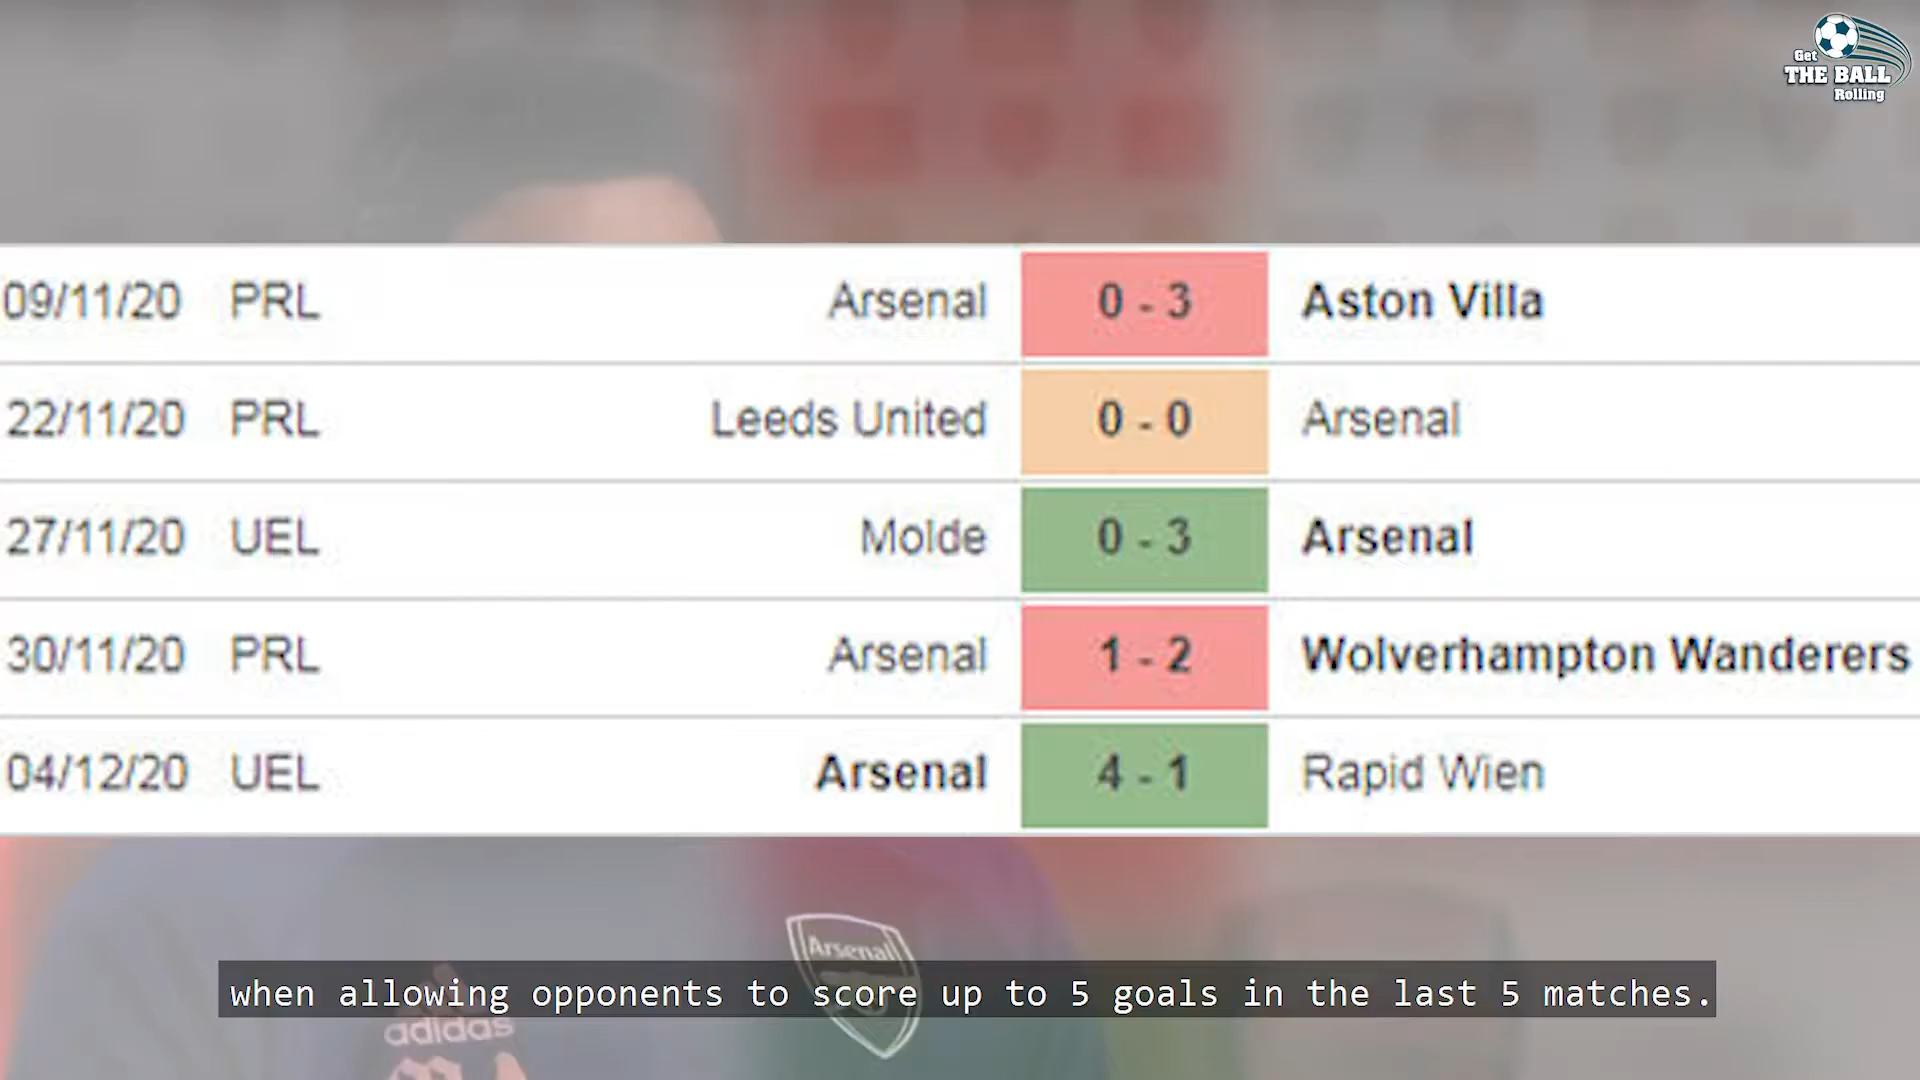 Get
THE BALL
Rolling
09/11/20 PRL Arsenal 0 - 3 Aston Villa
22/11/20 PRL Leeds United 0 - 0 Arsenal
27/11/20 UEL Molde 0 - 3 Arsenal
30/11/20 PRL Arsenal 1 - 2 Wolverhampton Wanderers
04/12/20 UEL Arsenal 4 - 1 Rapid Wien
Arsenal
when allowing opponents to score up to 5 goals in the last 5 matches.
adidas